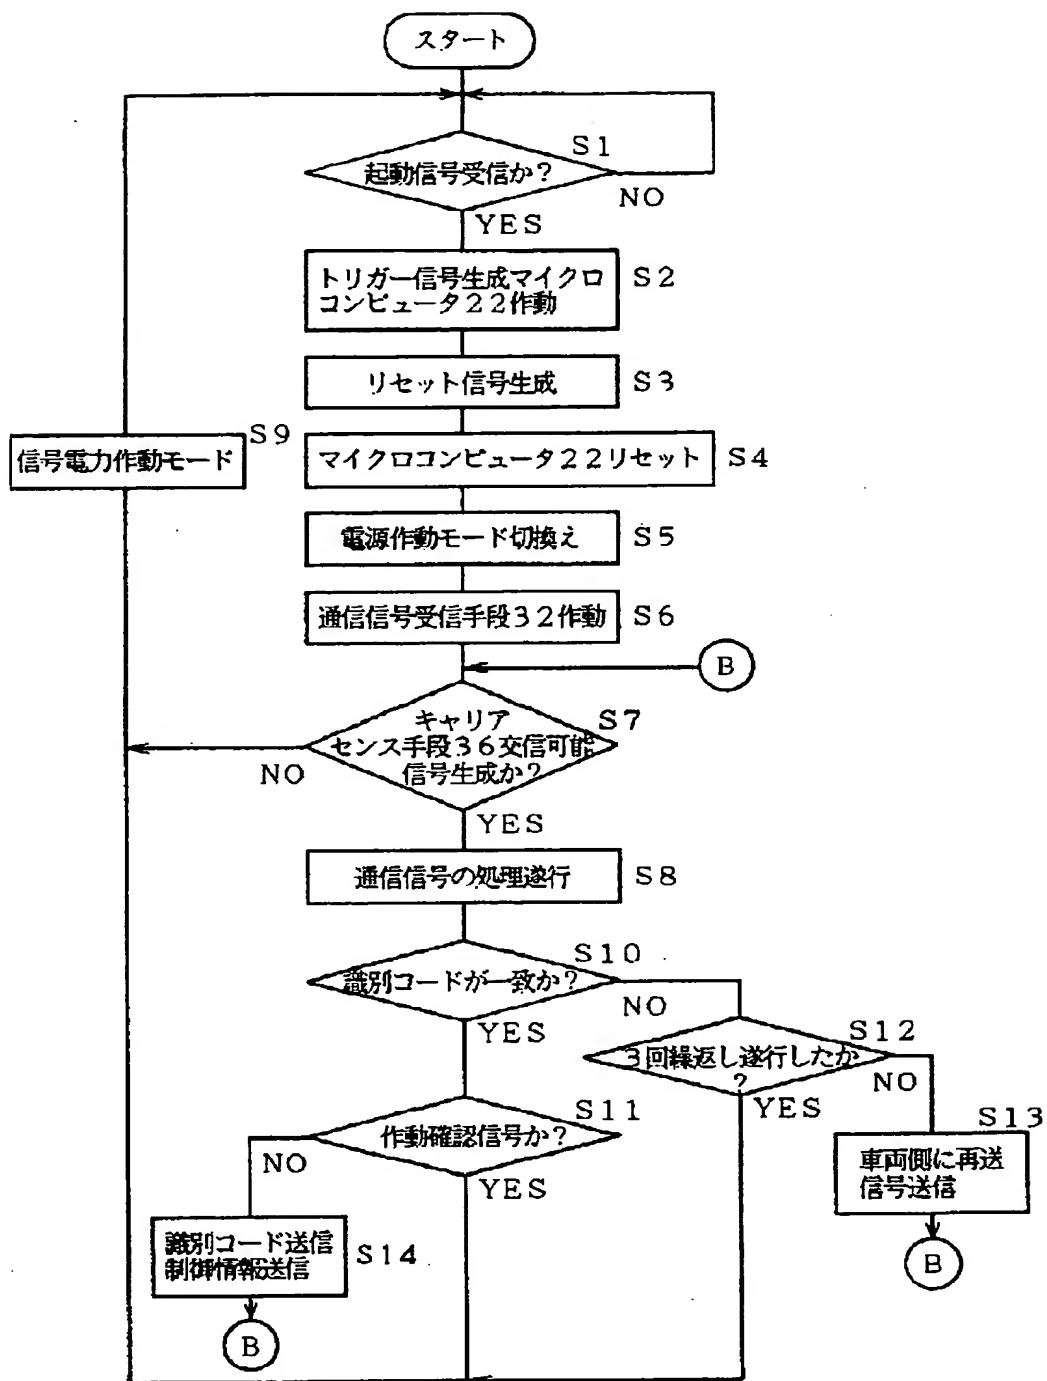 スタート
S1
起動信号受信か?
NO
YES
トリガー信号生成マイクロ
コンピュータ22作動
S2
リセット信号生成
S3
S9
信号電力作動モード
マイクロコンピュータ22リセット
S4
電源作動モード切換え
S5
通信信号受信手段32作動
S6
B
S7
キャリア
センス手段36交信可能
信号生成か?
NO
YES
通信信号の処理遂行
S8
S10
識別コードが一致か?
NO
YES
S12
3回繰返し遂行したか
?
NO
YES
S11
作動確認信号か?
NO
YES
S13
車両側に再送
信号送信
B
識別コード送信
制御情報送信
S14
B